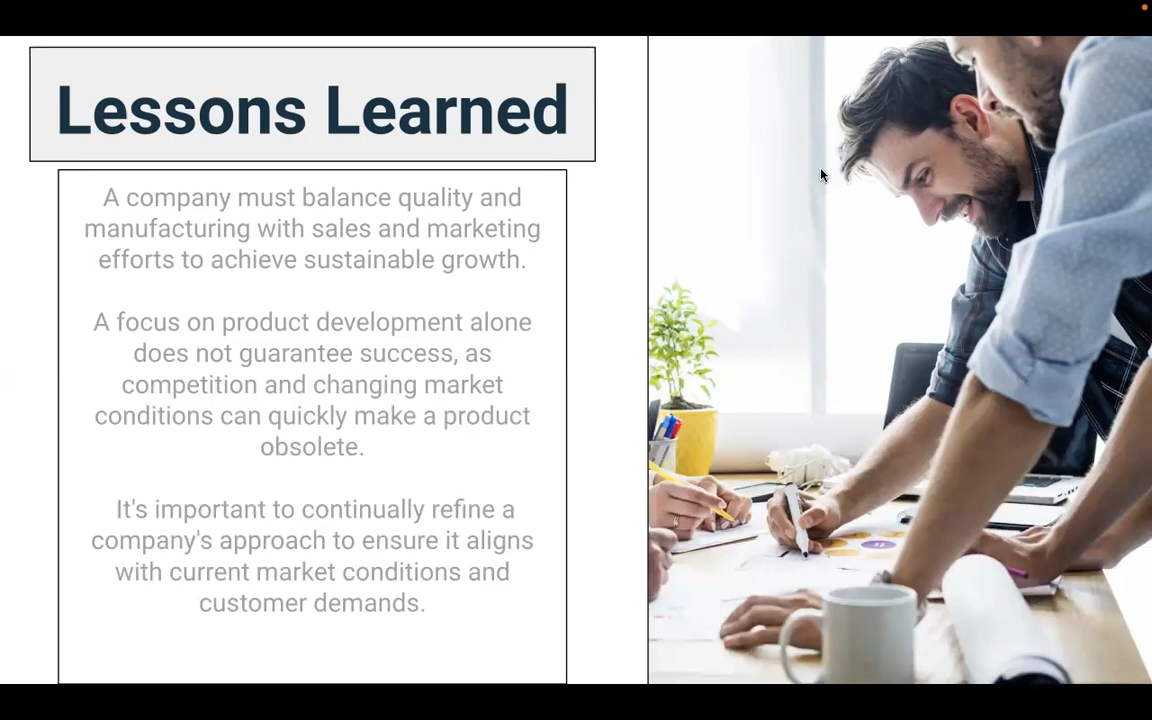 Lessons Learned
A company must balance quality and
manufacturing with sales and marketing
efforts to achieve sustainable growth.
A focus on product development alone
does not guarantee success, as
competition and changing market
conditions can quickly make a product
obsolete.
It's important to continually refine a
company's approach to ensure it aligns
with current market conditions and
customer demands.